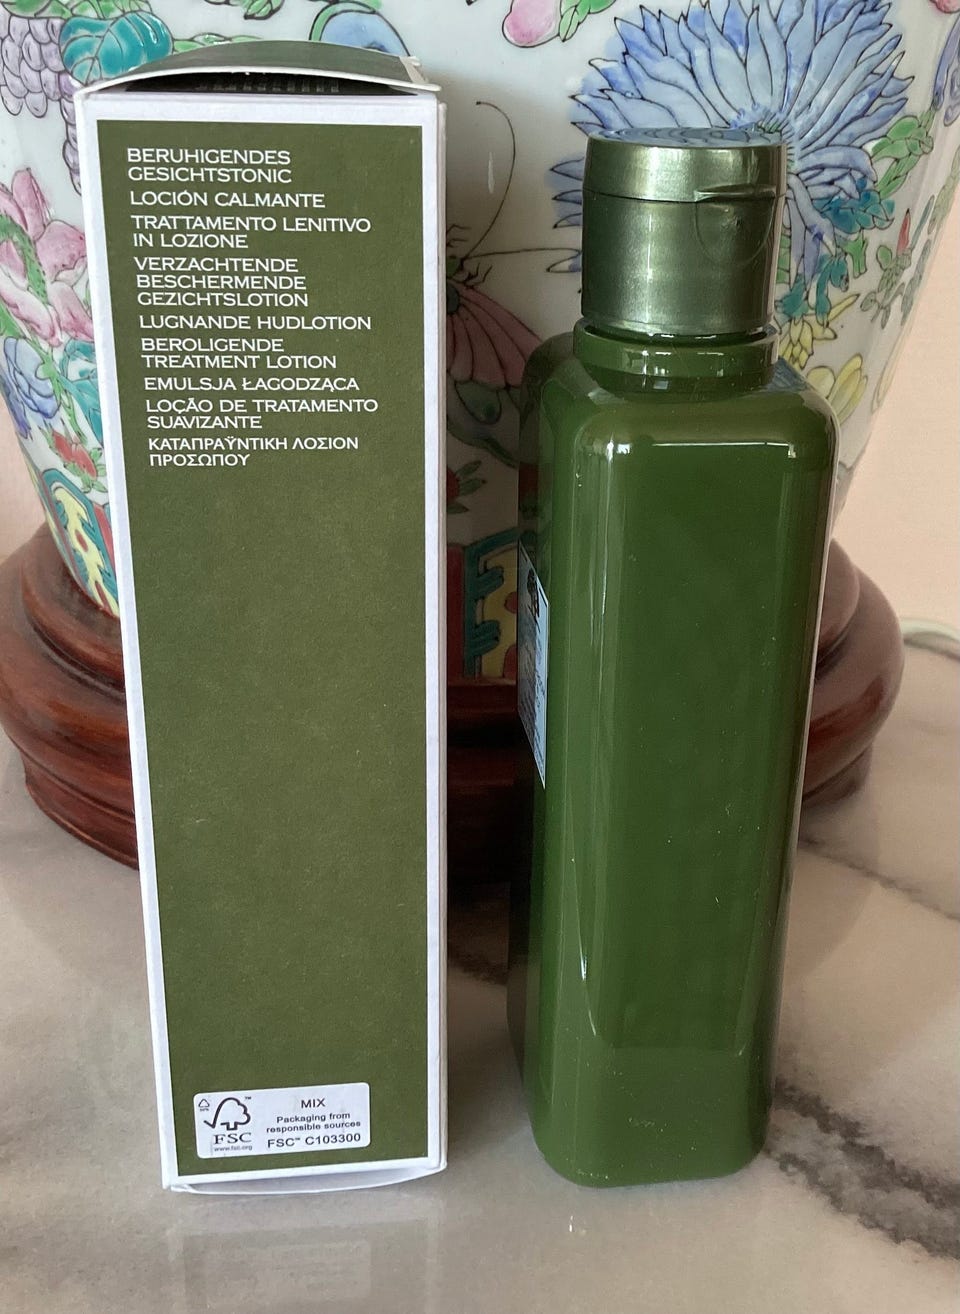 BERUHIGENDES
GESICHTSTONIC
LOCIÓN CALMANTE
TRATTAMENTO LENITIVO
IN LOZIONE
VERZACHTENDE
BESCHERMENDE
GEZICHTSLOTION
LUGNANDE HUDLOTION
BEROLIGENDE
TREATMENT LOTION
EMULSJA ŁAGODZĄCA
LOÇÃO DE TRATAMENTO
SUAVIZANTE
ΚΑΤΑΠΡΑΫΝΤΙΚΗ ΛΟΣΙΟΝ
ΠΡΟΣΩΠΟΥ
MIX
Packaging from
responsible sources
FSC™ C103300
™
FSC
www.fsc.org